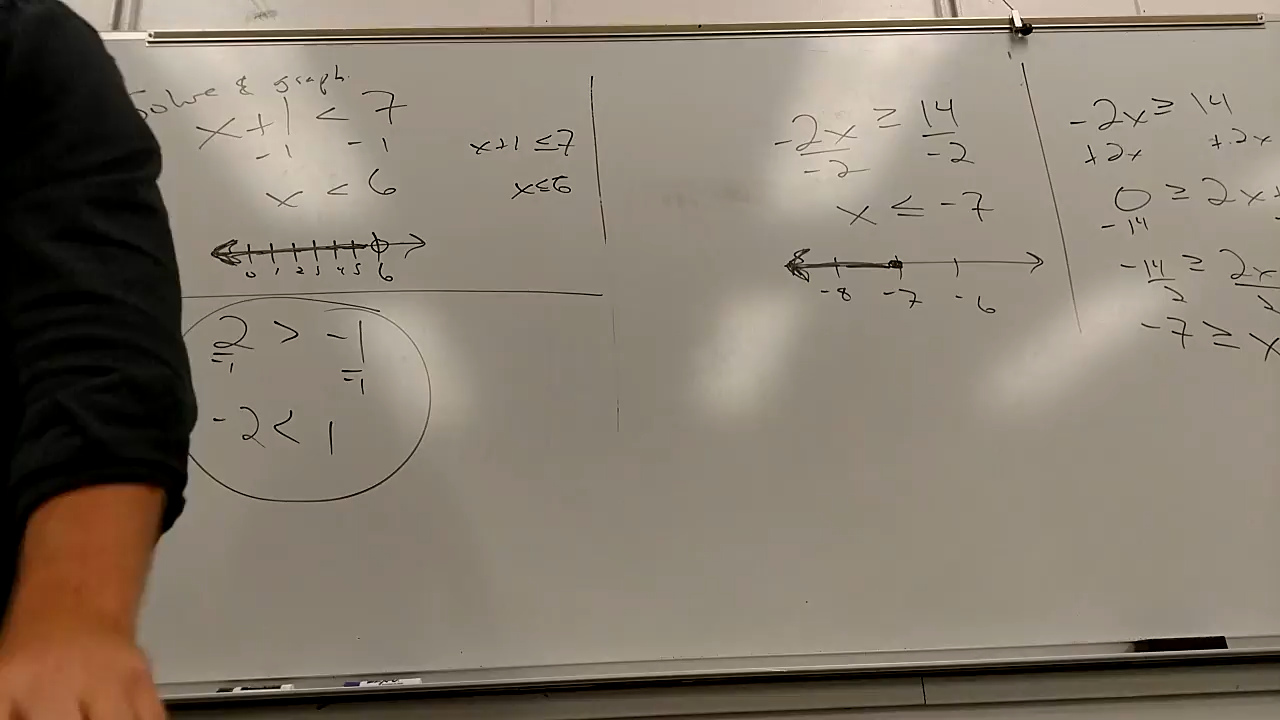 Solve & graph.
x + 1 < 7
-1 -1
x < 6
0 1 2 3 4 5 6
x+1 ≤ 7
x ≤ 6
2 > -1
-1 -1
-2 < 1
-2x ≥ 14
-2 -2
x ≤ -7
-8 -7 -6
-2x ≥ 14
+2x +2x
0 ≥ 2x+
-14 -
-14 ≥ 2x
2 2
-7 ≥ x